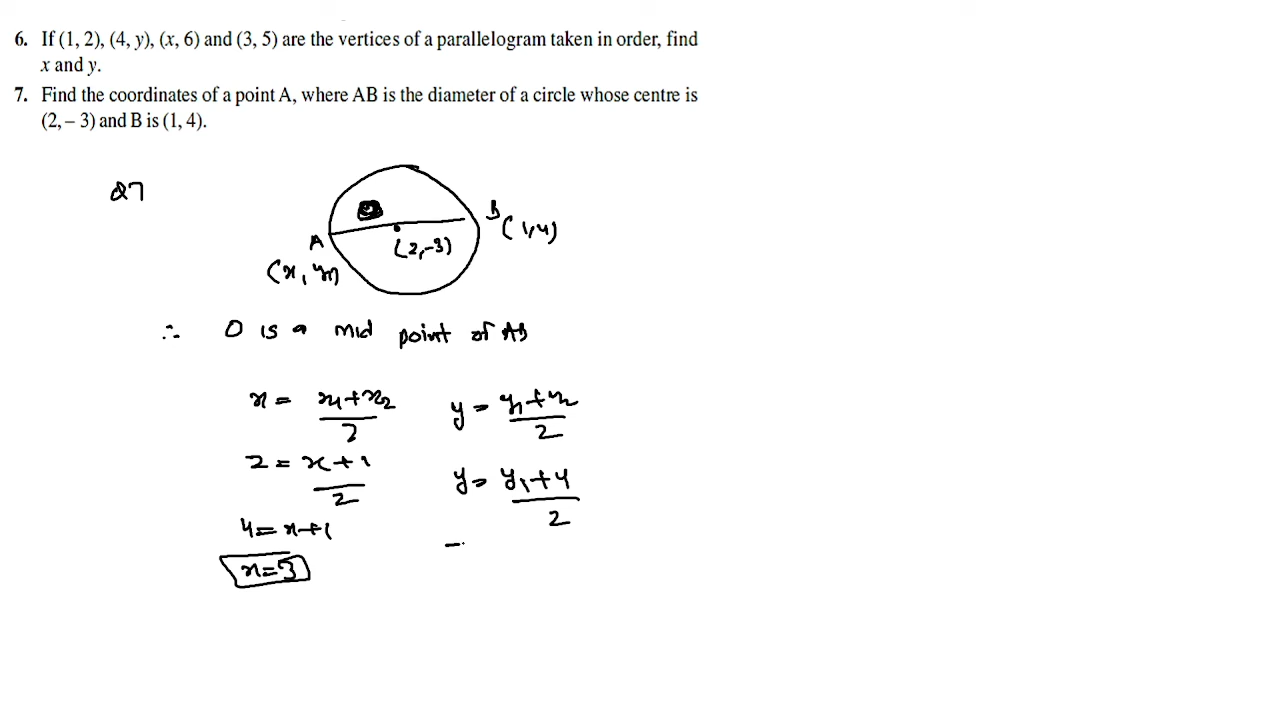 6. If (1, 2), (4, y), (x, 6) and (3, 5) are the vertices of a parallelogram taken in order, find
x and y.
7. Find the coordinates of a point A, where AB is the diameter of a circle whose centre is
(2, – 3) and B is (1, 4).
Q7
B (1,4)
A (2,-3)
(x, y)
∴ O is a mid point of AB
x = x1+x2/2 y = y1+y2/2
2 = x+1/2 y = y1+4/2
4 = x+1
x=3